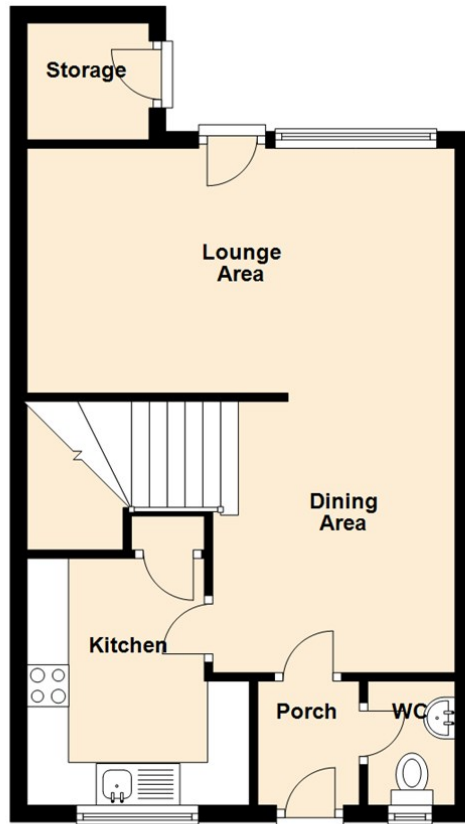 Storage
Lounge
Area
Dining
Area
Kitchen
Porch
WC